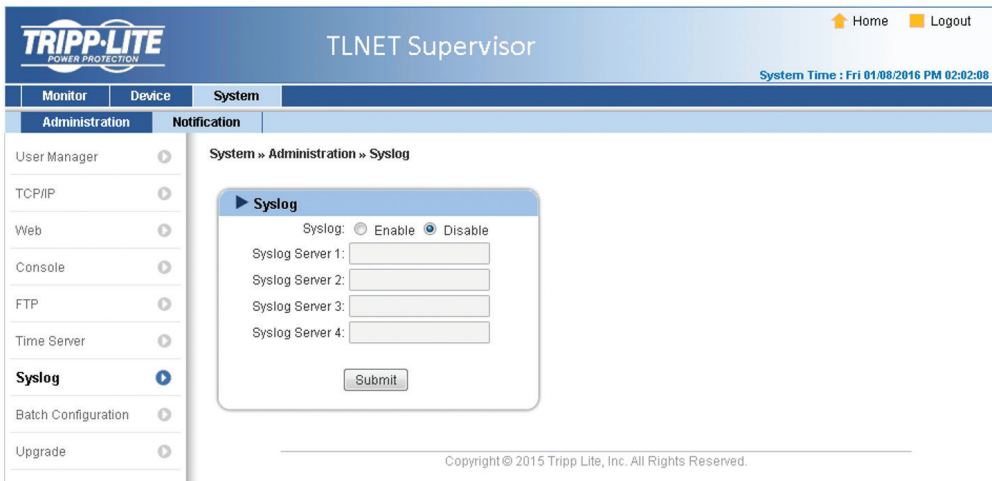 TRIPP·LITE
POWER PROTECTION
TLNET Supervisor
Home Logout
System Time : Fri 01/08/2016 PM 02:02:08
Monitor Device System
Administration Notification
User Manager
TCP/IP
Web
Console
FTP
Time Server
Syslog
Batch Configuration
Upgrade
System » Administration » Syslog
Syslog
Syslog: Enable Disable
Syslog Server 1:
Syslog Server 2:
Syslog Server 3:
Syslog Server 4:
Submit
Copyright © 2015 Tripp Lite, Inc. All Rights Reserved.